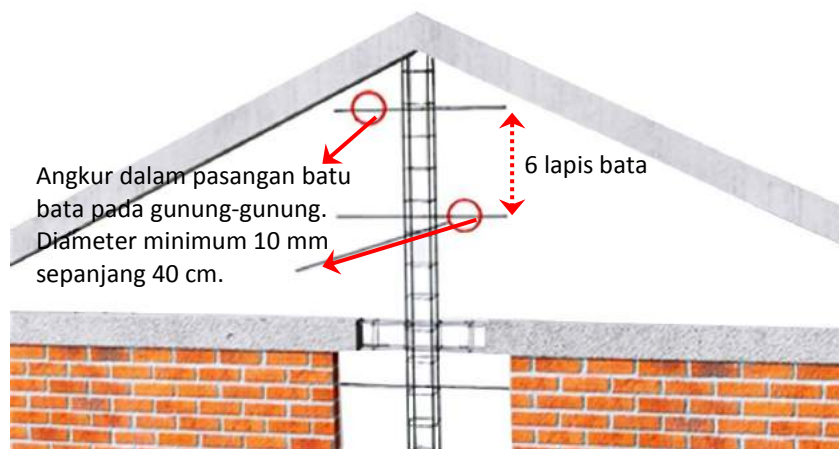 6 lapis bata
Angkur dalam pasangan batu
bata pada gunung-gunung.
Diameter minimum 10 mm
sepanjang 40 cm.